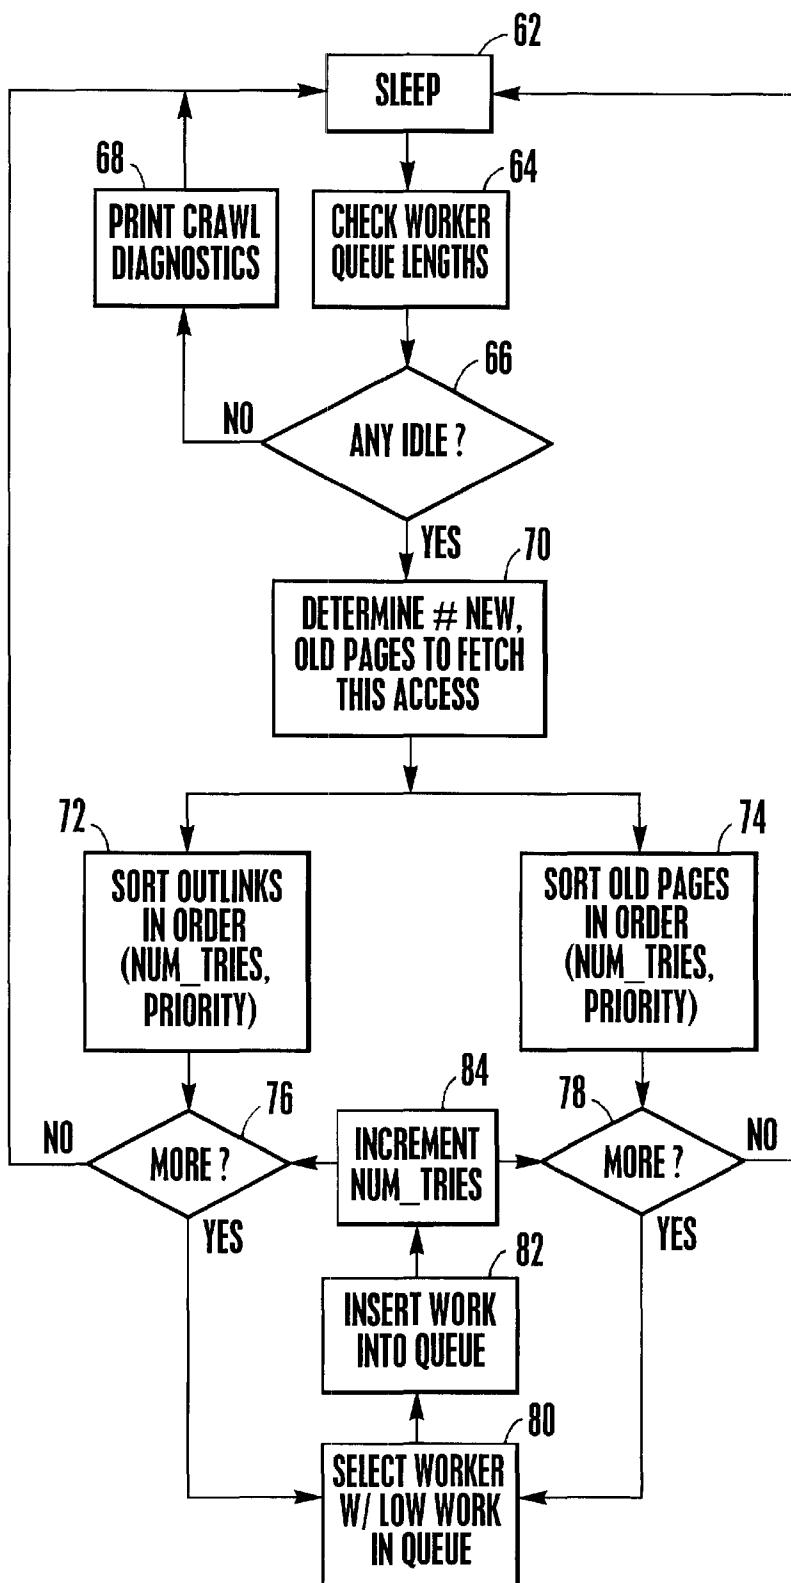 62
SLEEP
68
64
PRINT CRAWL
DIAGNOSTICS
CHECK WORKER
QUEUE LENGTHS
66
NO
ANY IDLE ?
YES
70
DETERMINE # NEW,
OLD PAGES TO FETCH
THIS ACCESS
72
74
SORT OUTLINKS
IN ORDER
(NUM_TRIES,
PRIORITY)
SORT OLD PAGES
IN ORDER
(NUM_TRIES,
PRIORITY)
84
76
78
NO
MORE ?
INCREMENT
NUM_TRIES
MORE ?
NO
YES
YES
82
INSERT WORK
INTO QUEUE
80
SELECT WORKER
W/ LOW WORK
IN QUEUE